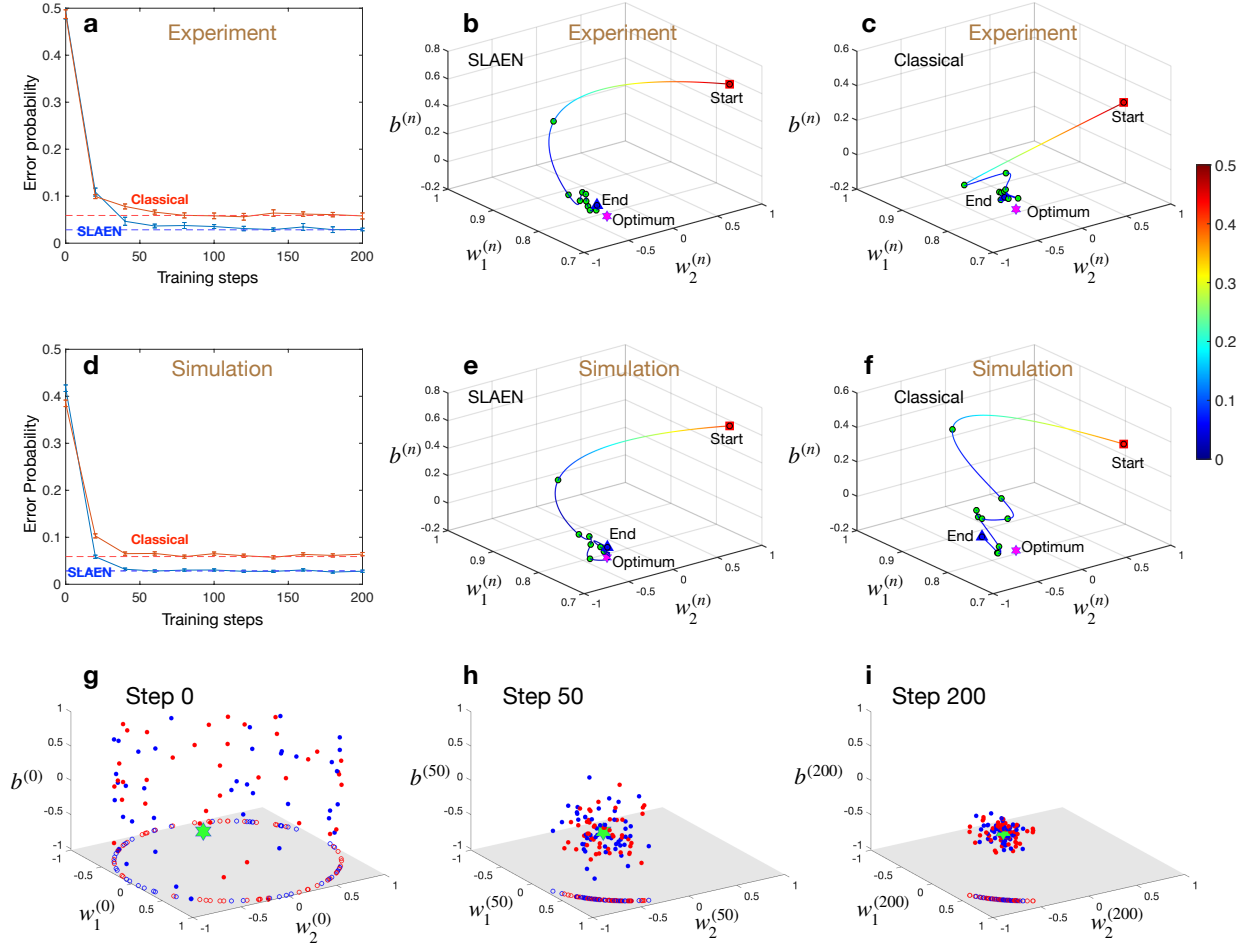 a
Experiment
Error probability
0.5
0.4
0.3
0.2
0.1
0
Classical
SLAEN
0
50
100
150
200
Training steps
b
Experiment
SLAEN
0.8
0.6
0.4
0.2
0
-0.2
b^(n)
Start
End
Optimum
1
0.9
0.8
0.7
w_1^(n)
-1
-0.5
0
0.5
1
w_2^(n)
c
Experiment
Classical
0.6
0.4
0.2
0
-0.2
b^(n)
Start
End
Optimum
1
0.9
0.8
0.7
w_1^(n)
-1
-0.5
0
0.5
1
w_2^(n)
0.5
0.4
0.3
0.2
0.1
0
d
Simulation
Error Probability
0.5
0.4
0.3
0.2
0.1
0
Classical
SLAEN
0
50
100
150
200
Training steps
e
Simulation
SLAEN
0.8
0.6
0.4
0.2
0
-0.2
b^(n)
Start
End
Optimum
1
0.9
0.8
0.7
w_1^(n)
-1
-0.5
0
0.5
1
w_2^(n)
f
Simulation
Classical
0.6
0.4
0.2
0
-0.2
b^(n)
Start
End
Optimum
1
0.9
0.8
0.7
w_1^(n)
-1
-0.5
0
0.5
1
w_2^(n)
g
Step 0
1
0.5
0
-0.5
-1
b^(0)
-1
-0.5
0
0.5
1
w_1^(0)
-1
-0.5
0
0.5
1
w_2^(0)
h
Step 50
1
0.5
0
-0.5
-1
b^(50)
-1
-0.5
0
0.5
1
w_1^(50)
-1
-0.5
0
0.5
1
w_2^(50)
i
Step 200
1
0.5
0
-0.5
-1
b^(200)
-1
-0.5
0
0.5
1
w_1^(200)
-1
-0.5
0
0.5
1
w_2^(200)